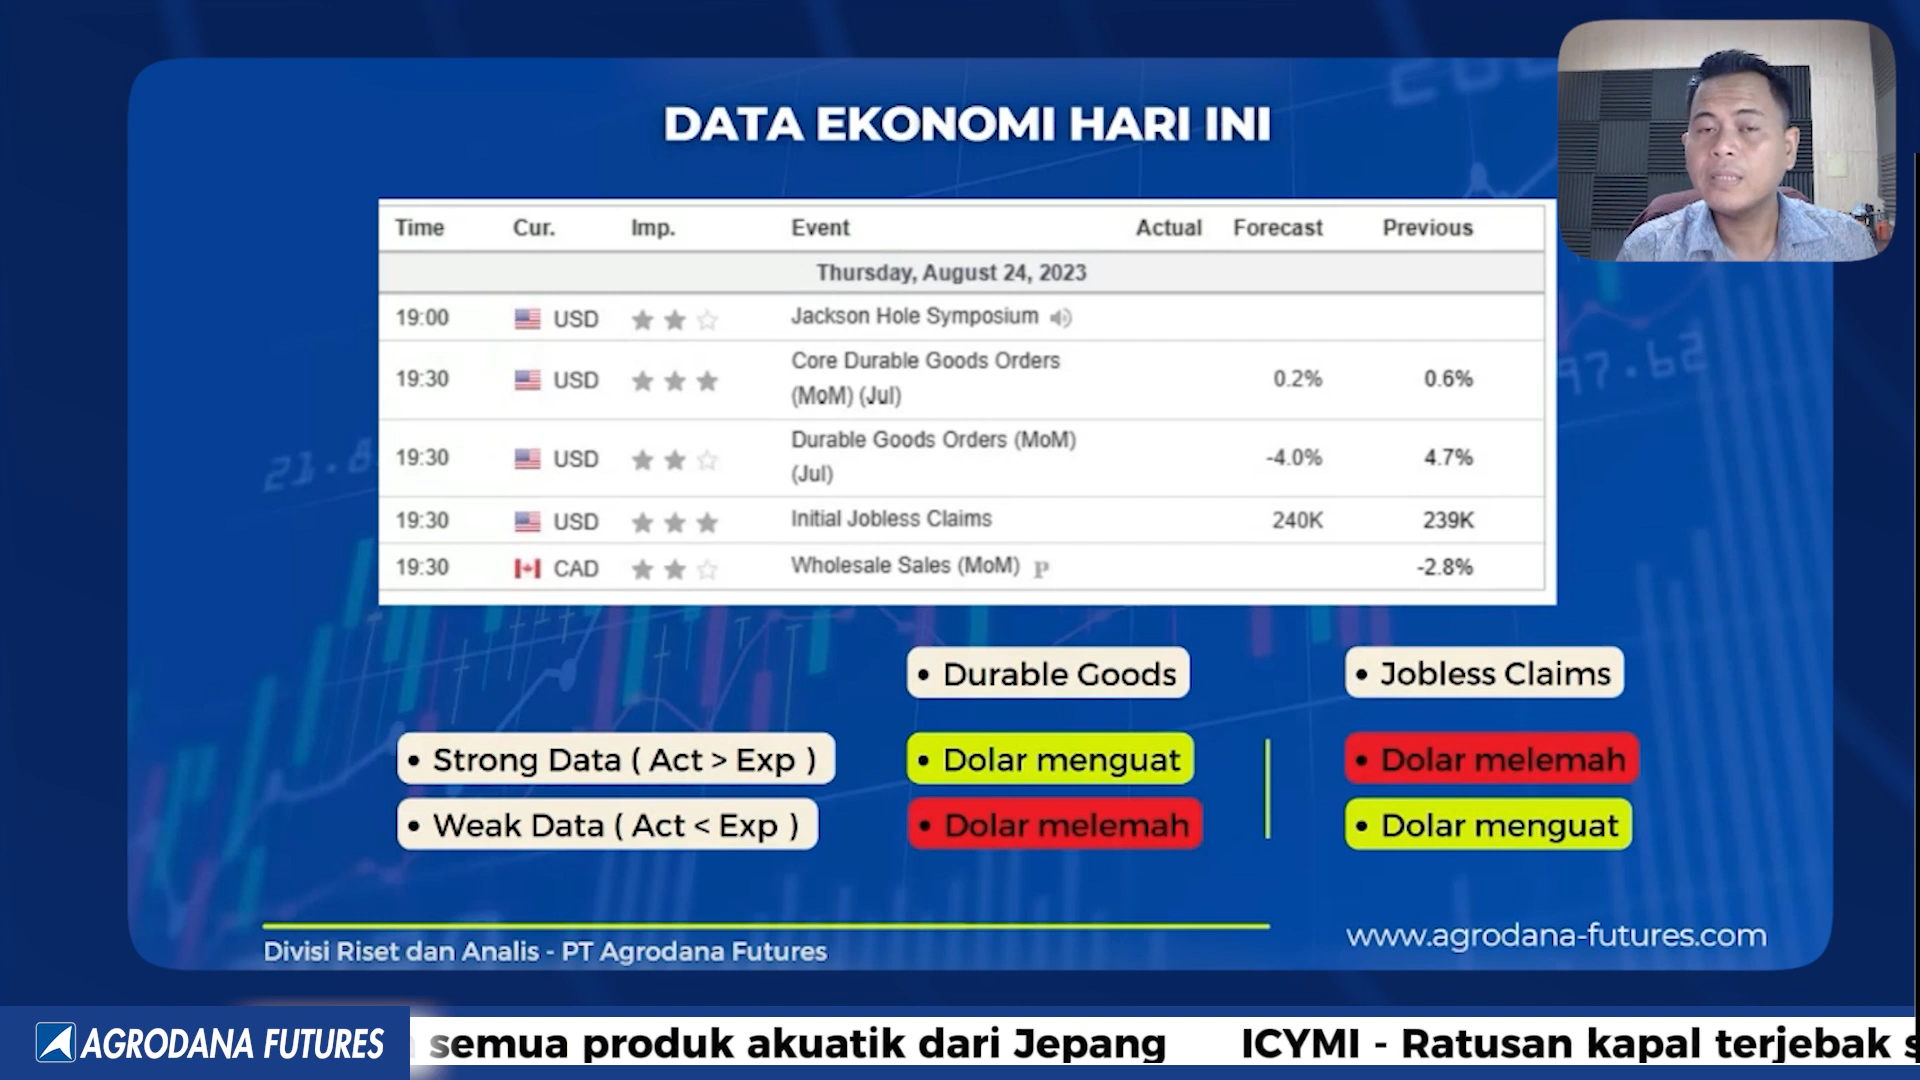 DATA EKONOMI HARI INI
Time Cur. Imp. Event Actual Forecast Previous
Thursday, August 24, 2023
19:00 USD Jackson Hole Symposium
19:30 USD Core Durable Goods Orders (MoM) (Jul) 0.2% 0.6%
19:30 USD Durable Goods Orders (MoM) (Jul) -4.0% 4.7%
19:30 USD Initial Jobless Claims 240K 239K
19:30 CAD Wholesale Sales (MoM) P -2.8%
• Durable Goods • Jobless Claims
• Strong Data ( Act > Exp ) • Dolar menguat • Dolar melemah
• Weak Data ( Act < Exp ) • Dolar melemah • Dolar menguat
Divisi Riset dan Analis - PT Agrodana Futures
www.agrodana-futures.com
AGRODANA FUTURES semua produk akuatik dari Jepang ICYMI - Ratusan kapal terjebak
97.62